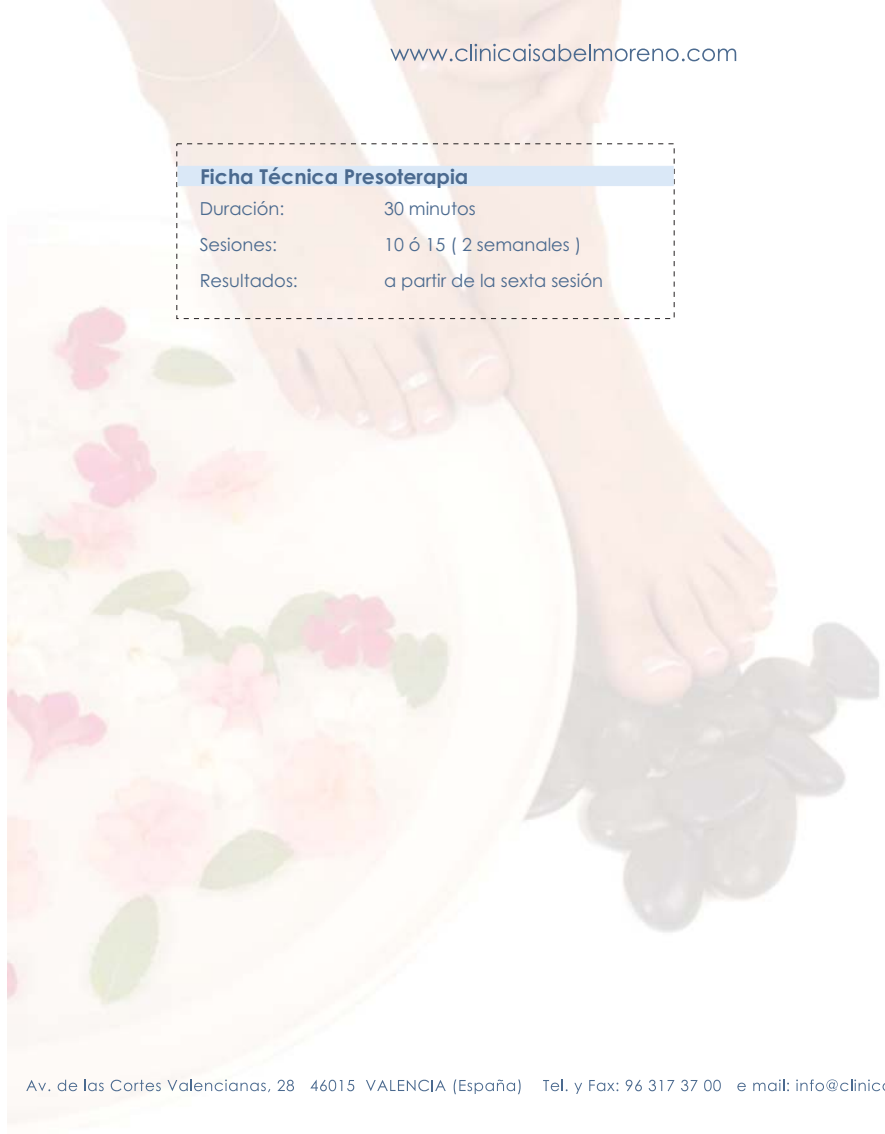 www.clinicaisabelmoreno.com
Ficha Técnica Presoterapia
Duración: 30 minutos
Sesiones: 10 ó 15 ( 2 semanales )
Resultados: a partir de la sexta sesión
Av. de las Cortes Valencianas, 28 46015 VALENCIA (España) Tel. y Fax: 96 317 37 00 e mail: info@clinica